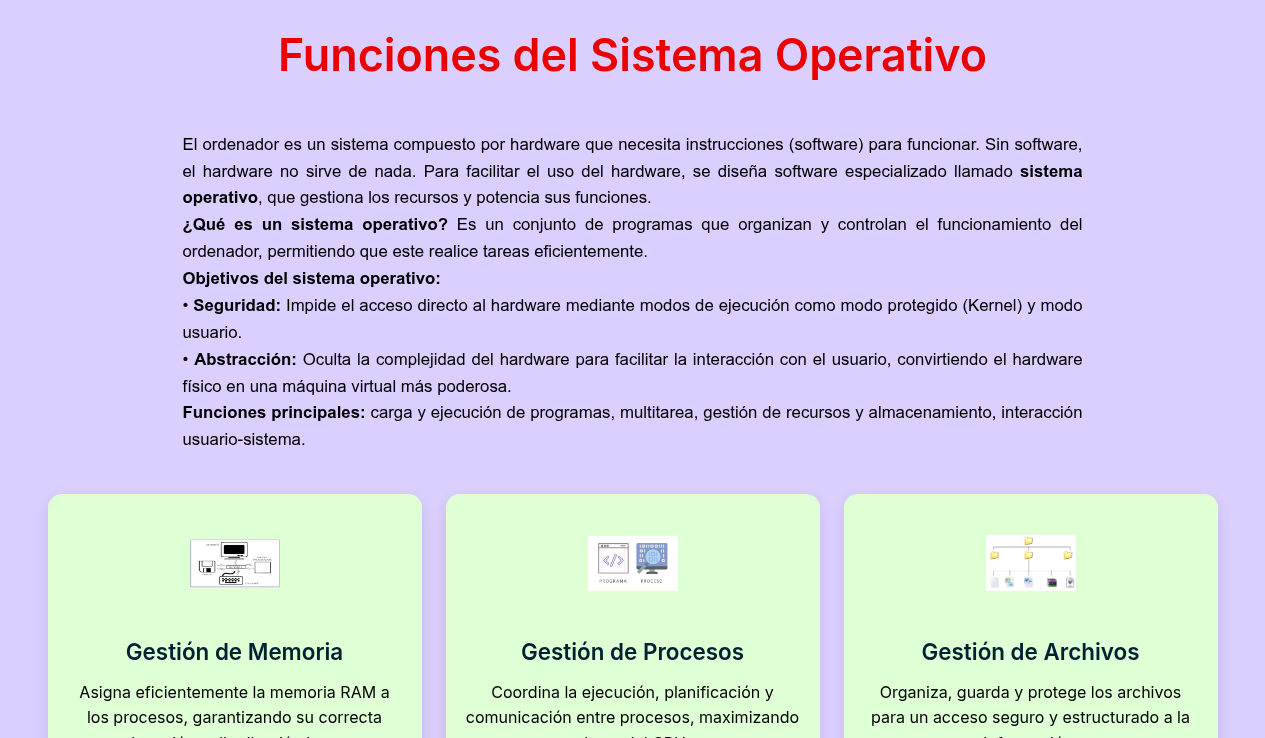 Funciones del Sistema Operativo
El ordenador es un sistema compuesto por hardware que necesita instrucciones (software) para funcionar. Sin software,
el hardware no sirve de nada. Para facilitar el uso del hardware, se diseña software especializado llamado sistema
operativo, que gestiona los recursos y potencia sus funciones.
¿Qué es un sistema operativo? Es un conjunto de programas que organizan y controlan el funcionamiento del
ordenador, permitiendo que este realice tareas eficientemente.
Objetivos del sistema operativo:
• Seguridad: Impide el acceso directo al hardware mediante modos de ejecución como modo protegido (Kernel) y modo
usuario.
• Abstracción: Oculta la complejidad del hardware para facilitar la interacción con el usuario, convirtiendo el hardware
físico en una máquina virtual más poderosa.
Funciones principales: carga y ejecución de programas, multitarea, gestión de recursos y almacenamiento, interacción
usuario-sistema.
Gestión de Memoria
Asigna eficientemente la memoria RAM a
los procesos, garantizando su correcta
PROGRAMA PROCESO
Gestión de Procesos
Coordina la ejecución, planificación y
comunicación entre procesos, maximizando
Gestión de Archivos
Organiza, guarda y protege los archivos
para un acceso seguro y estructurado a la